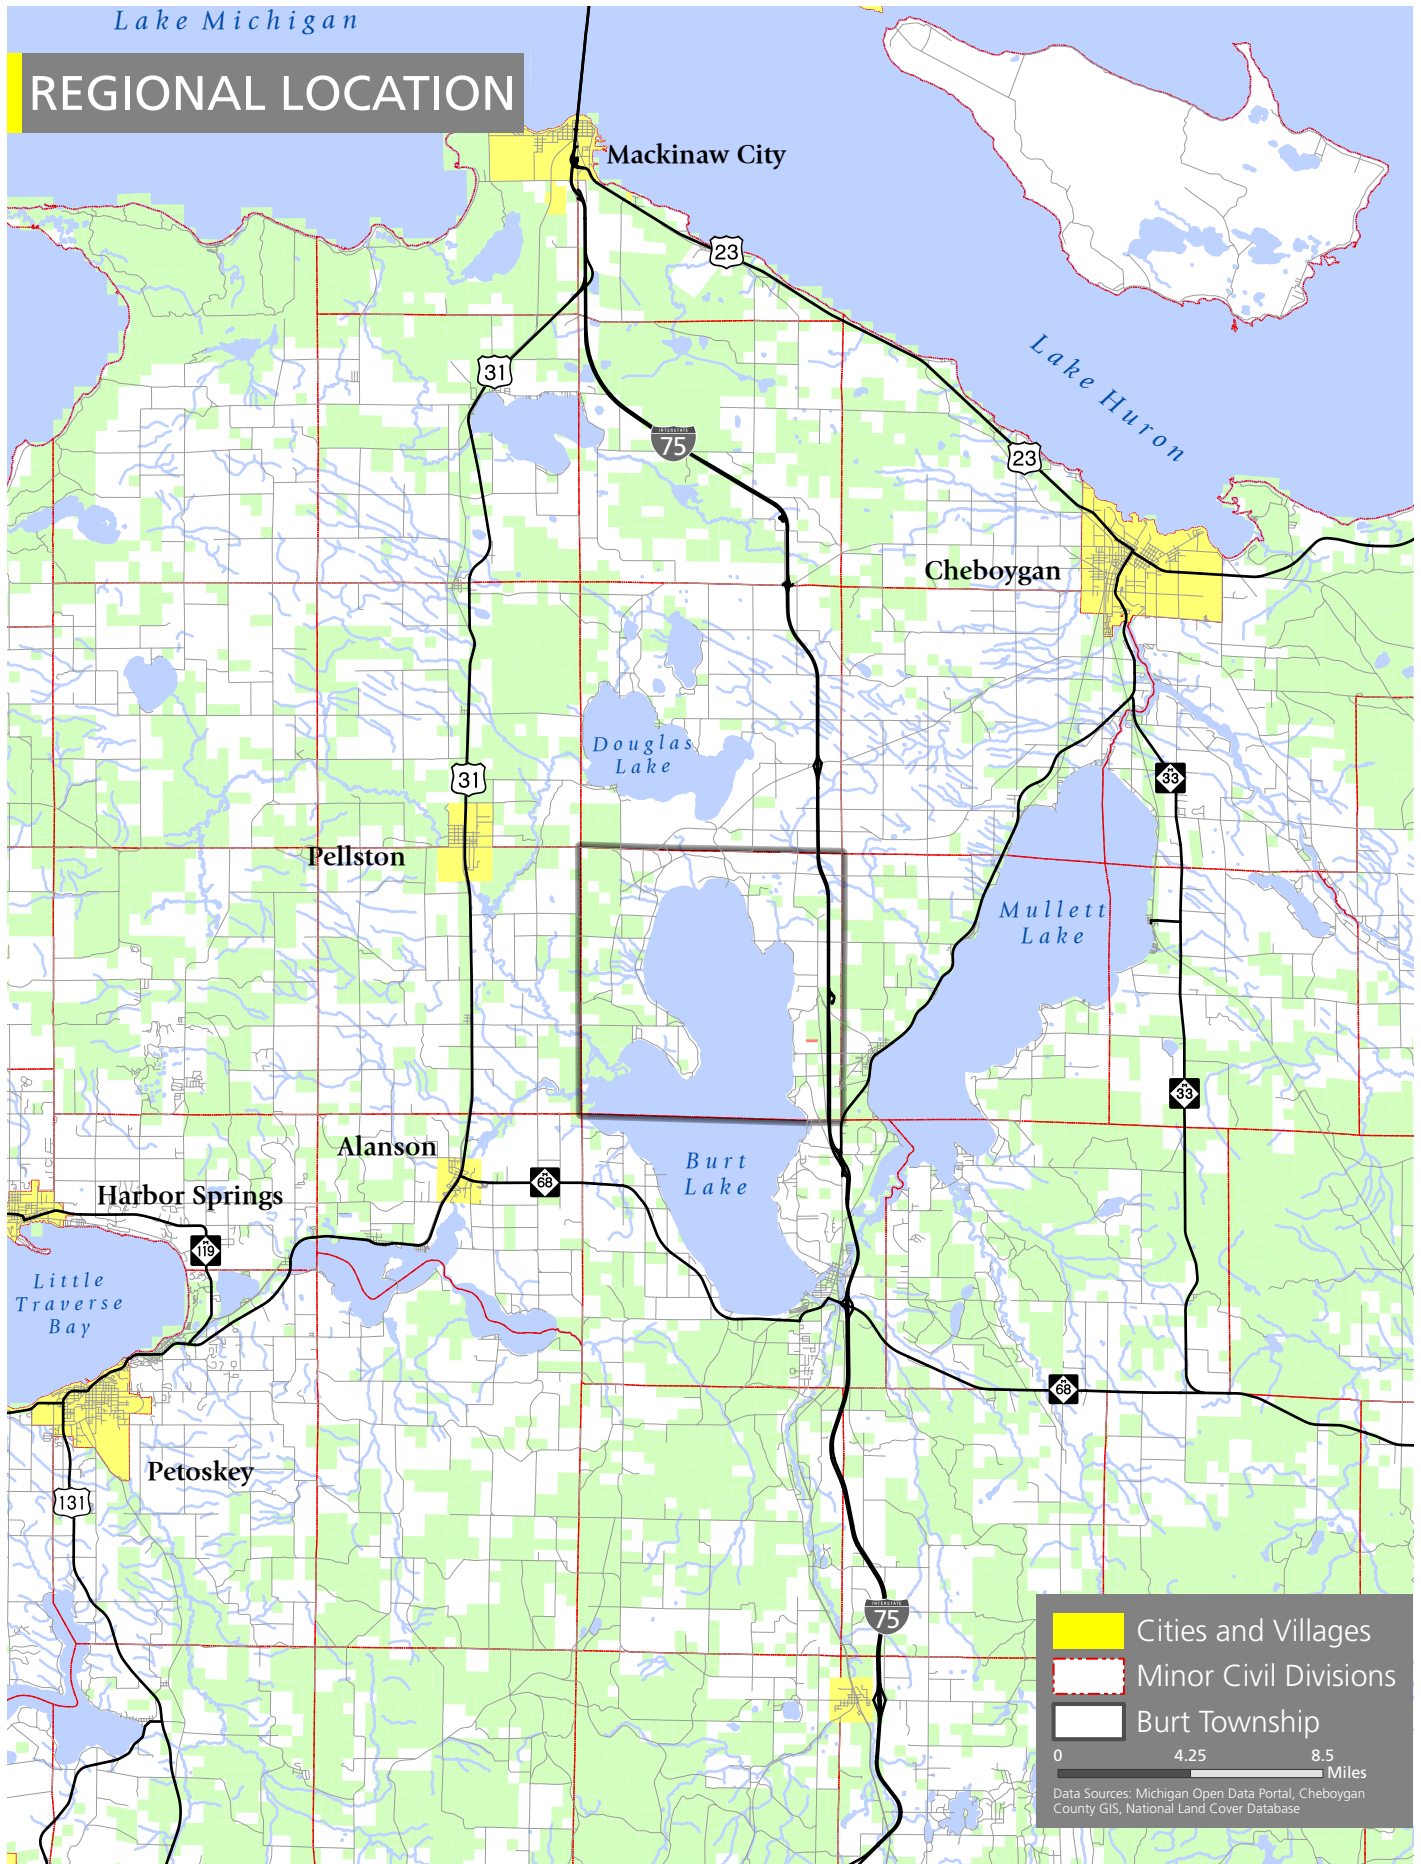 Lake Michigan
REGIONAL LOCATION
Mackinaw City
23
31
Lake Huron
INTERSTATE
75
23
Cheboygan
Douglas
Lake
31
M
33
Pellston
Mullett
Lake
M
33
Alanson
Burt
Lake
M
68
Harbor Springs
M
119
Little
Traverse
Bay
M
68
Petoskey
131
INTERSTATE
75
Cities and Villages
Minor Civil Divisions
Burt Township
0 4.25 8.5
Miles
Data Sources: Michigan Open Data Portal, Cheboygan
County GIS, National Land Cover Database